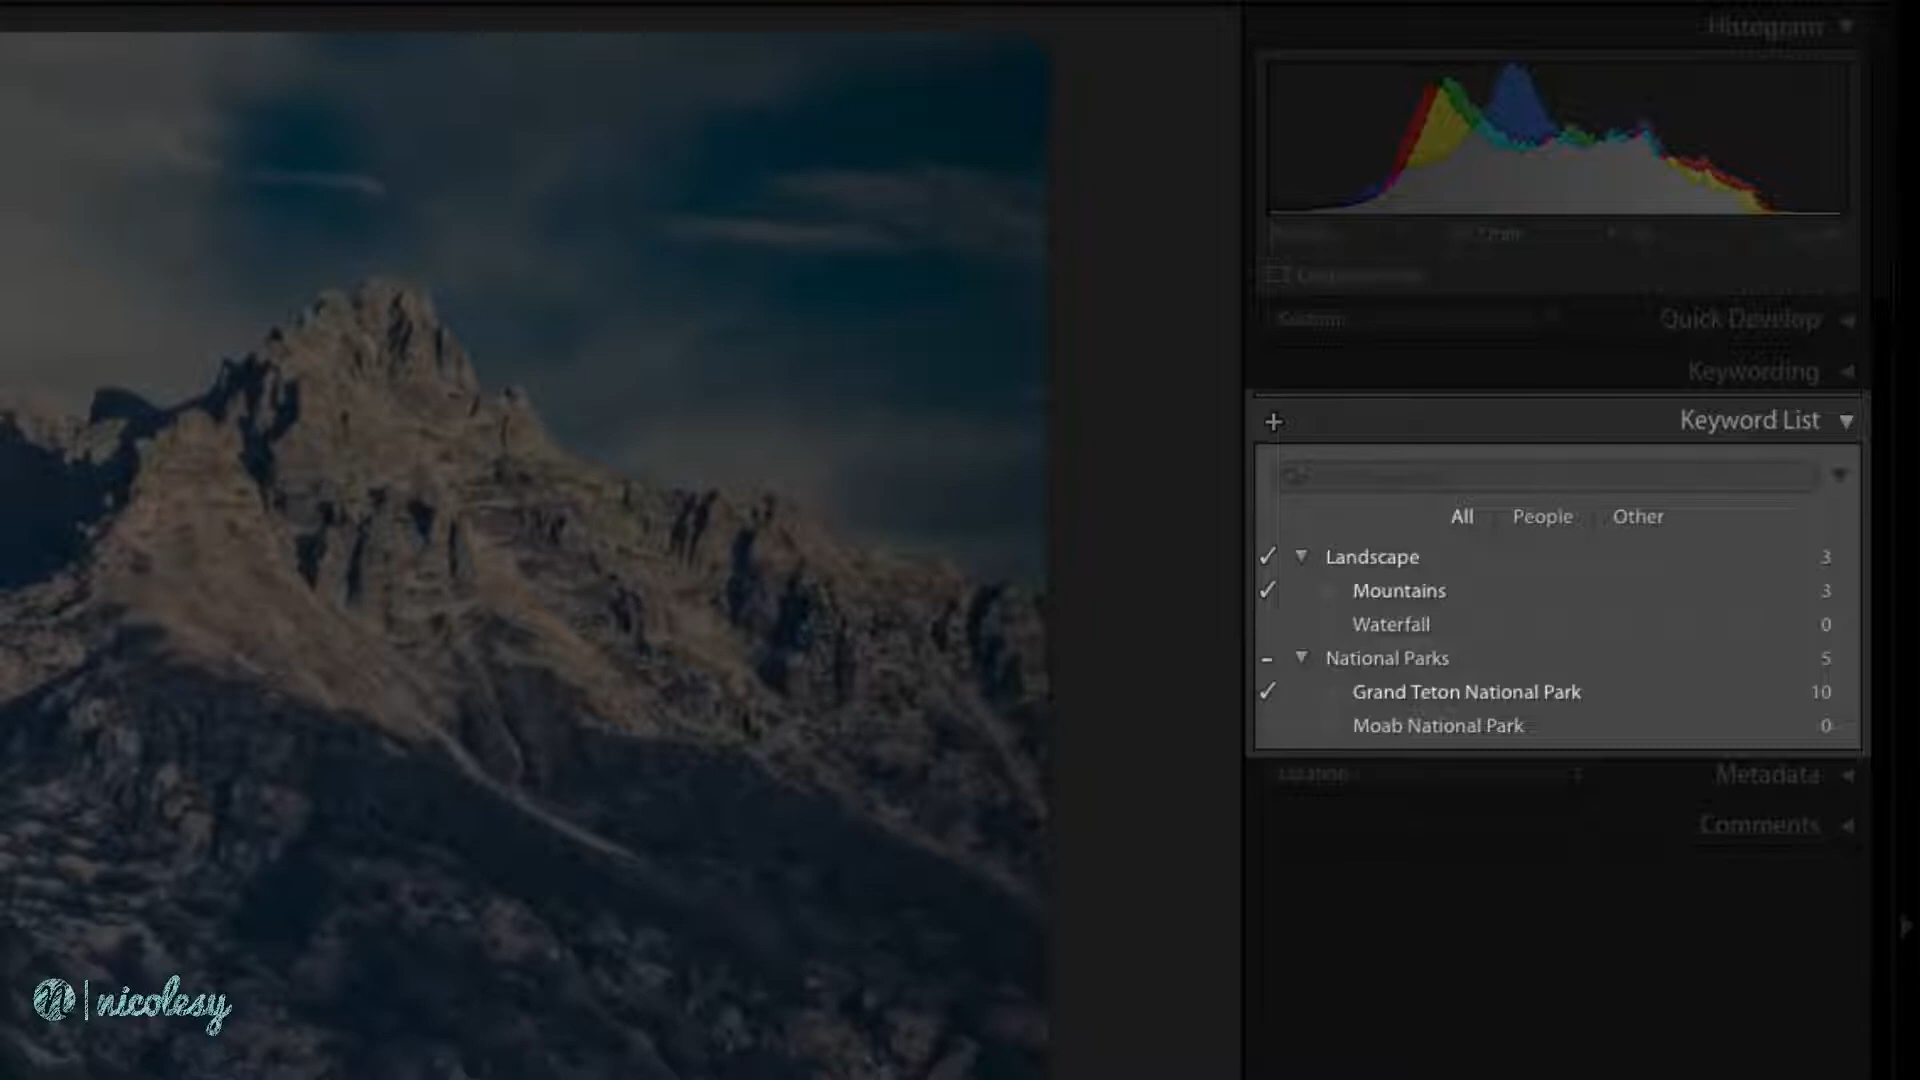 Histogram
Custom
Quick Develop
Keywording
+ Keyword List
All People Other
✓ Landscape 3
✓ Mountains 3
Waterfall 0
– National Parks 5
✓ Grand Teton National Park 10
Moab National Park 0
Metadata
Comments
n | nicolesy